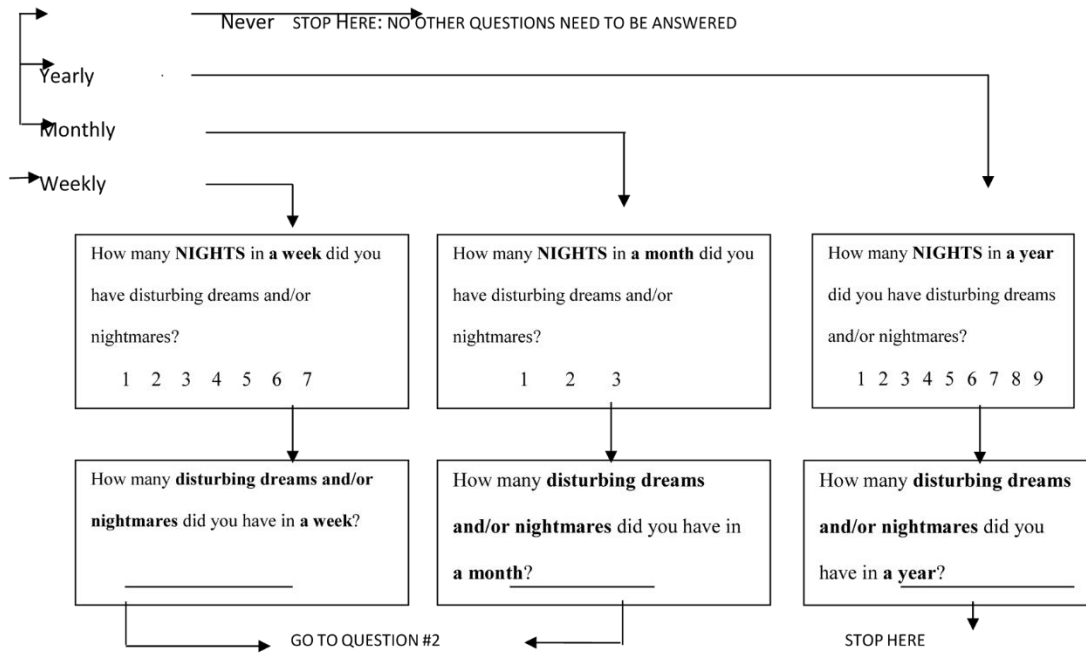 Never STOP HERE: NO OTHER QUESTIONS NEED TO BE ANSWERED
Yearly
Monthly
Weekly
How many NIGHTS in a week did you
have disturbing dreams and/or
nightmares?
1 2 3 4 5 6 7
How many NIGHTS in a month did you
have disturbing dreams and/or
nightmares?
1 2 3
How many NIGHTS in a year
did you have disturbing dreams
and/or nightmares?
1 2 3 4 5 6 7 8 9
How many disturbing dreams and/or
nightmares did you have in a week?
How many disturbing dreams
and/or nightmares did you have in
a month?
How many disturbing dreams
and/or nightmares did you
have in a year?
GO TO QUESTION #2
STOP HERE